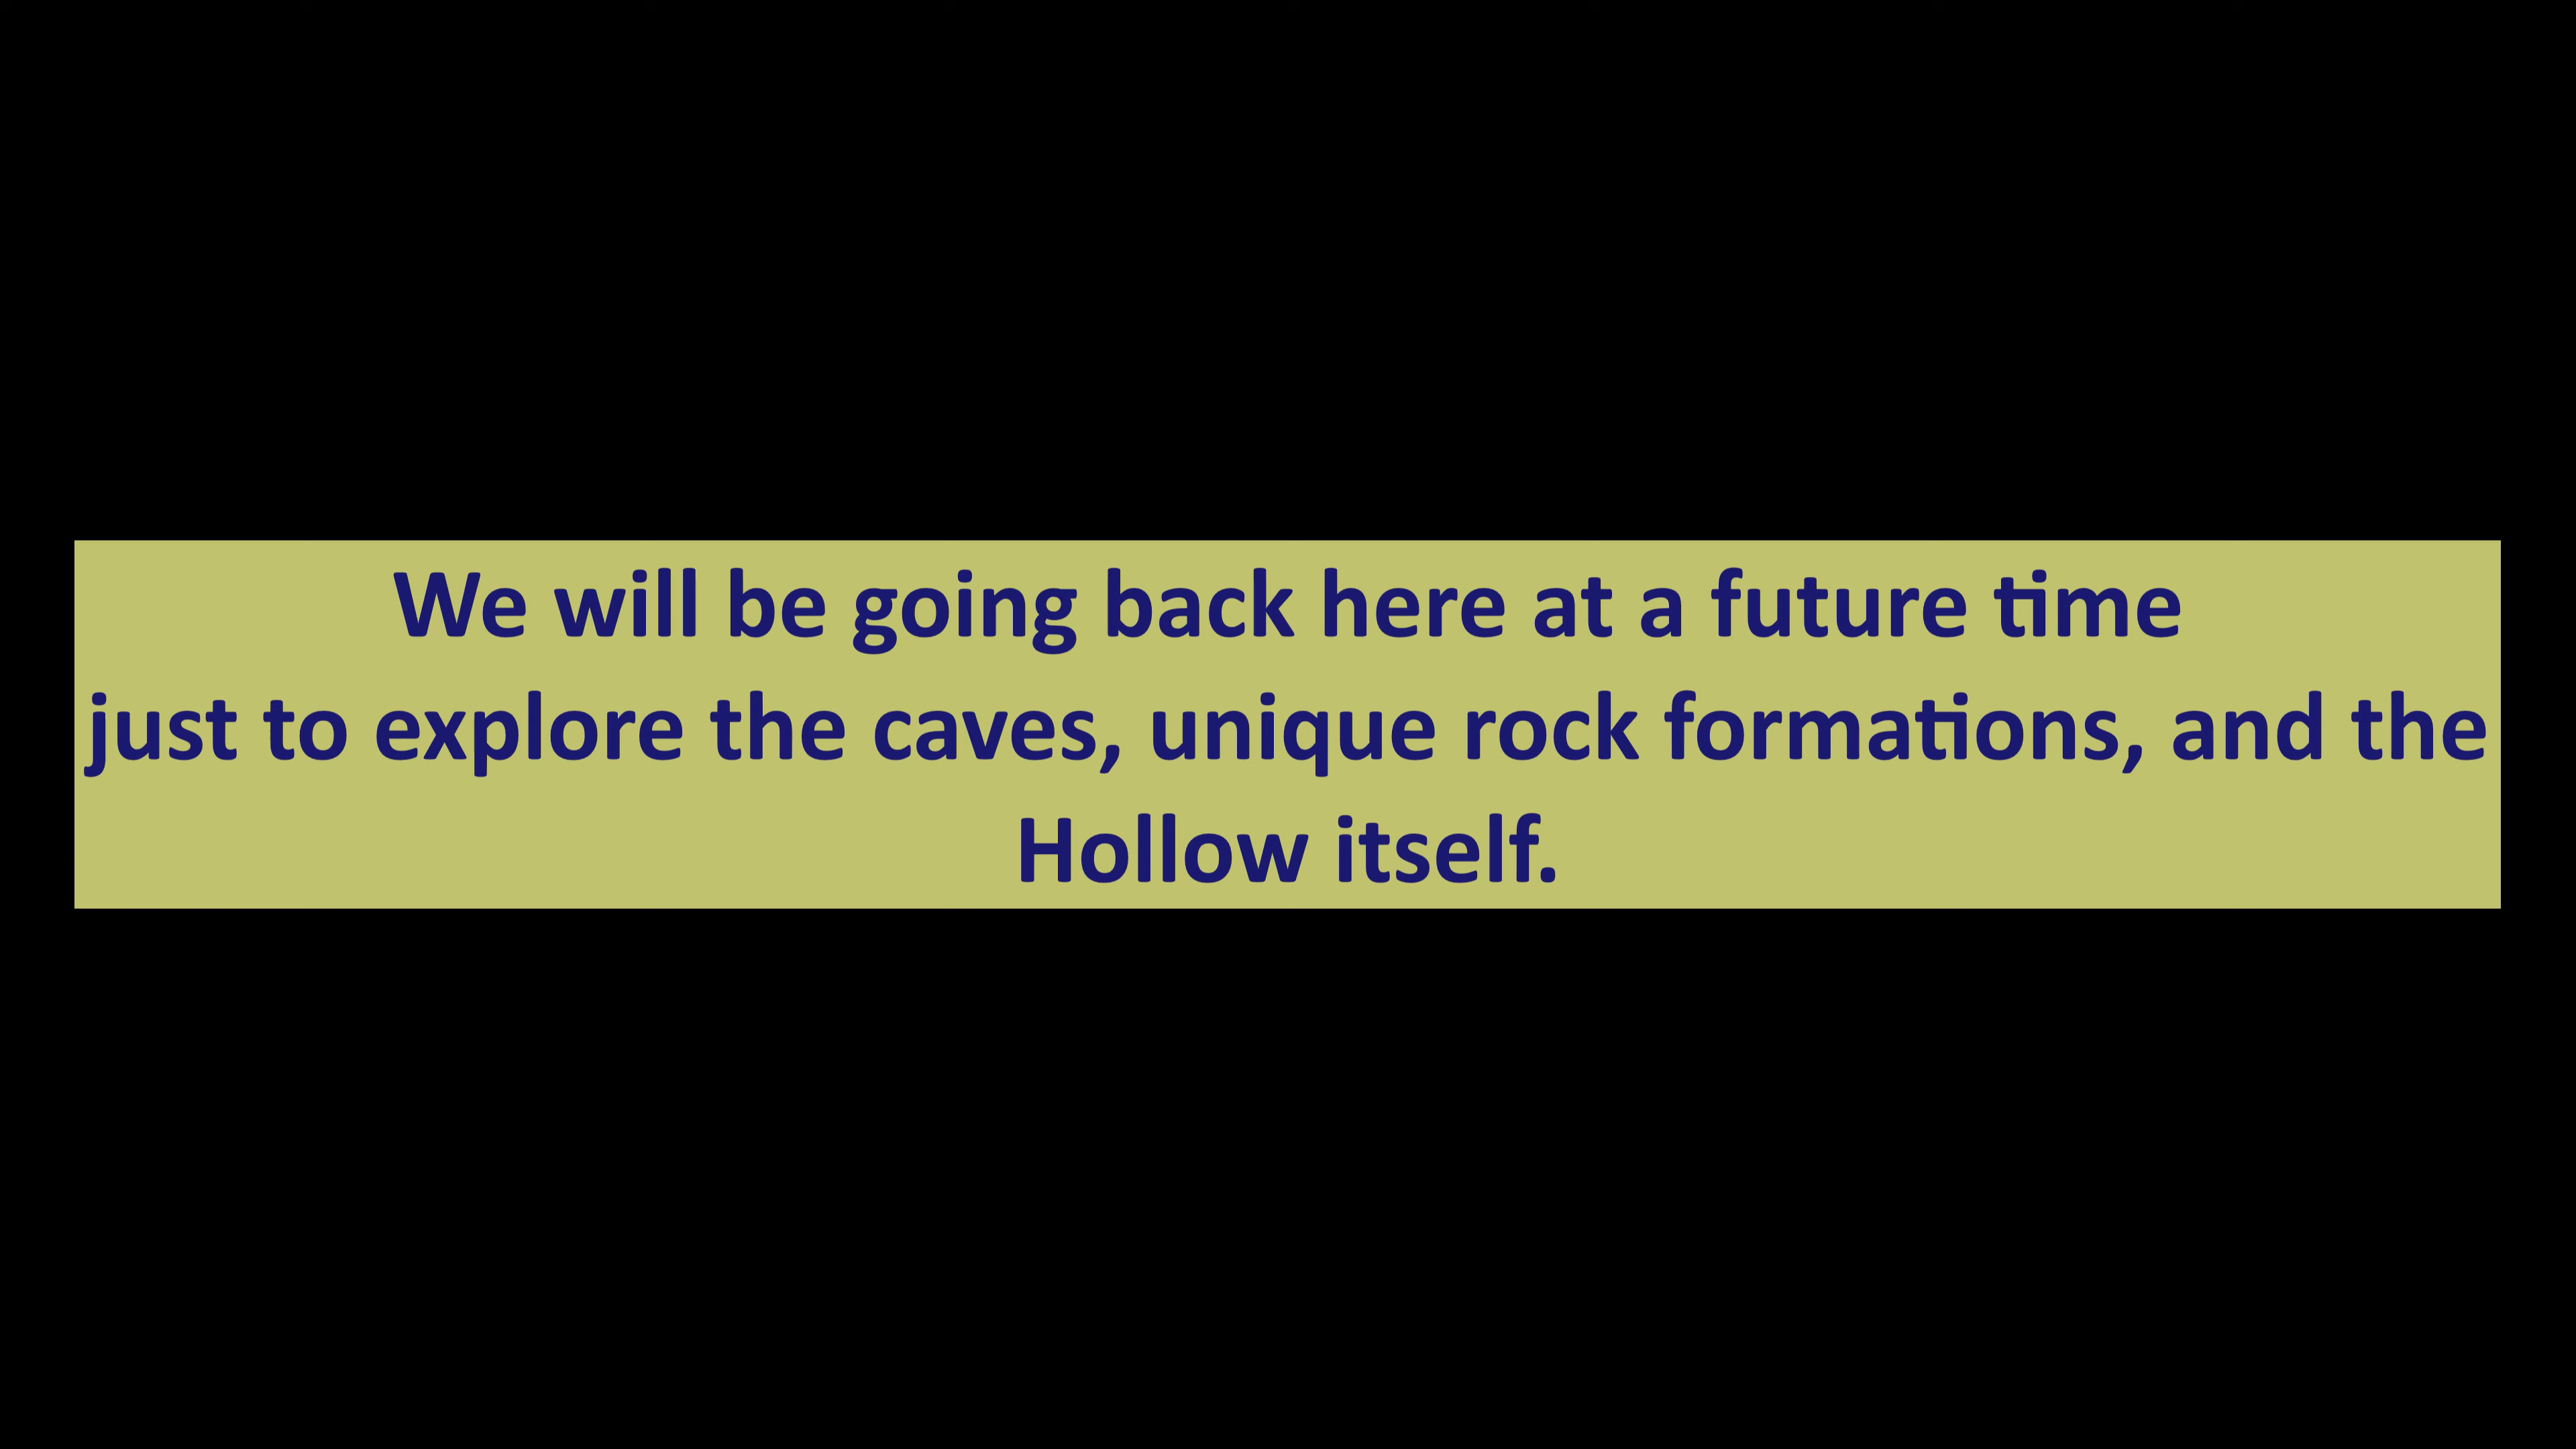 We will be going back here at a future time
just to explore the caves, unique rock formations, and the
Hollow itself.